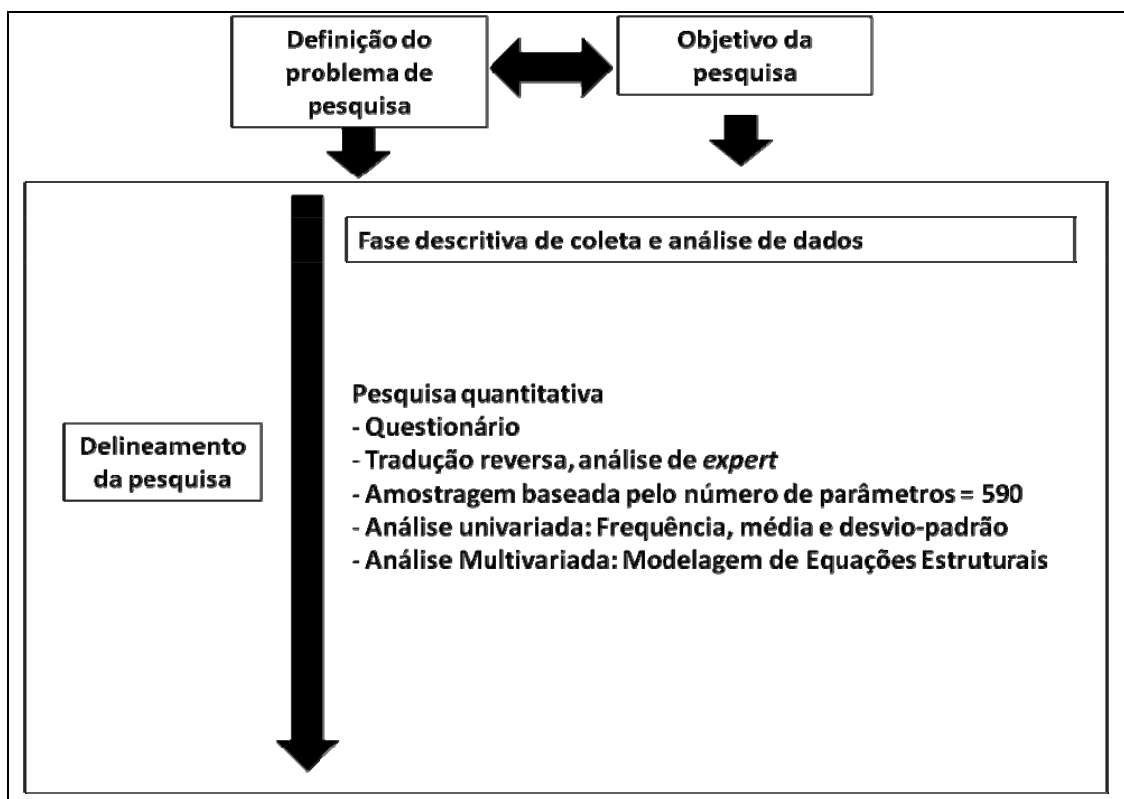 Definição do
problema de
pesquisa
Objetivo da
pesquisa
Fase descritiva de coleta e análise de dados
Delineamento
da pesquisa
Pesquisa quantitativa
- Questionário
- Tradução reversa, análise de expert
- Amostragem baseada pelo número de parâmetros = 590
- Análise univariada: Frequência, média e desvio-padrão
- Análise Multivariada: Modelagem de Equações Estruturais